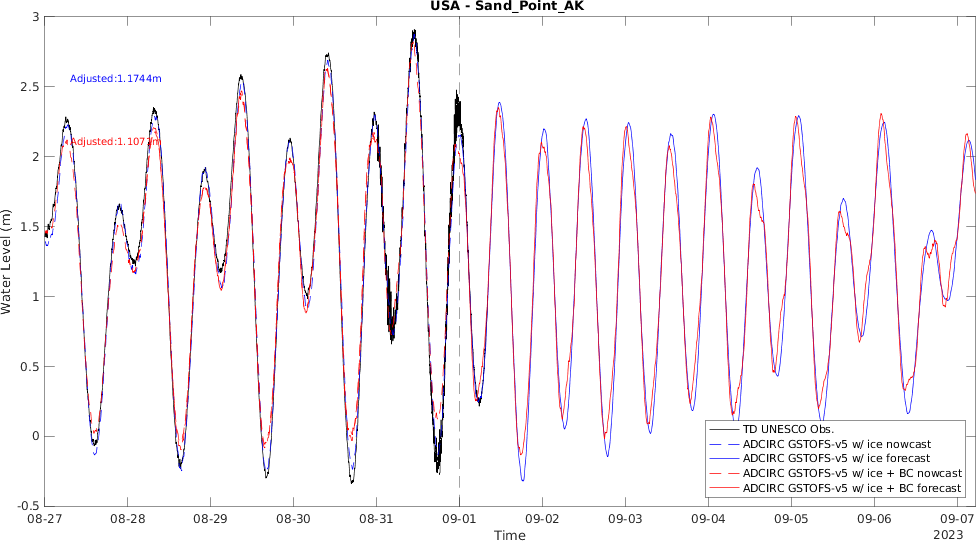 USA - Sand_Point_AK
3
2.5
2
1.5
1
0.5
0
-0.5
Water Level (m)
Adjusted:1.1744m
Adjusted:1.1077m
TD UNESCO Obs.
ADCIRC GSTOFS-v5 w/ ice nowcast
ADCIRC GSTOFS-v5 w/ ice forecast
ADCIRC GSTOFS-v5 w/ ice + BC nowcast
ADCIRC GSTOFS-v5 w/ ice + BC forecast
08-27 08-28 08-29 08-30 08-31 09-01 09-02 09-03 09-04 09-05 09-06 09-07
Time
2023